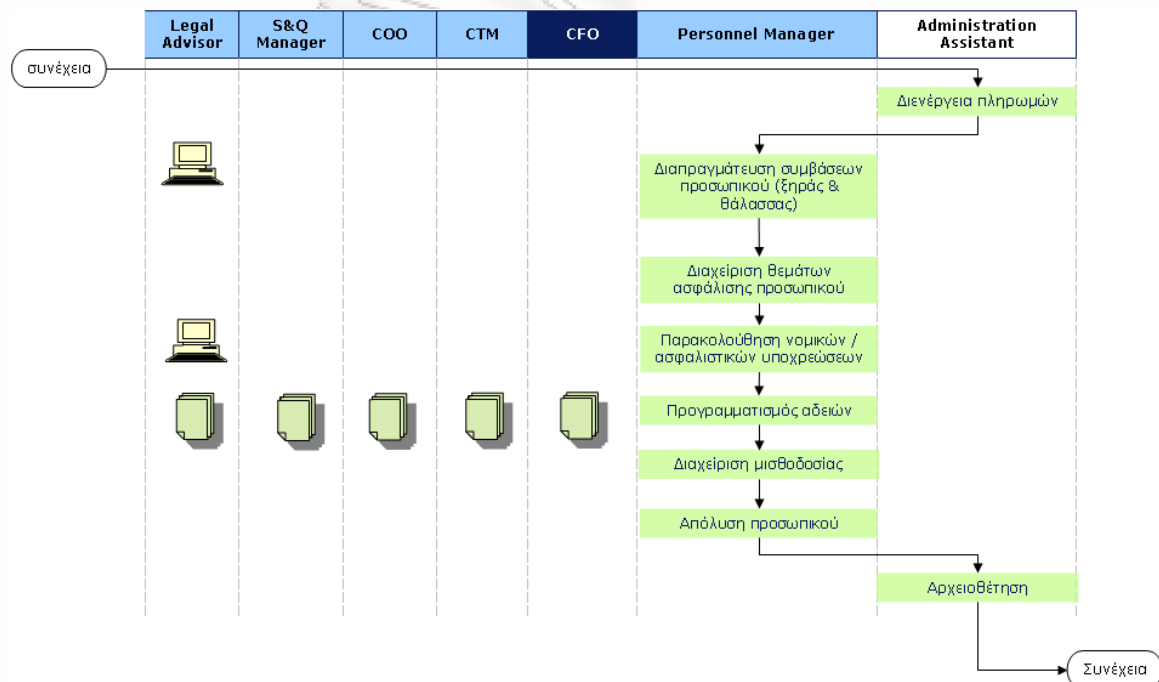 Legal
Advisor
S&Q
Manager
COO
CTM
CFO
Personnel Manager
Administration
Assistant
συνέχεια
Διενέργεια πληρωμών
Διαπραγμάτευση συμβάσεων
προσωπικού (ξηράς &
θάλασσας)
Διαχείριση θεμάτων
ασφάλισης προσωπικού
Παρακολούθηση νομικών /
ασφαλιστικών υποχρεώσεων
Προγραμματισμός αδειών
Διαχείριση μισθοδοσίας
Απόλυση προσωπικού
Αρχειοθέτηση
Συνέχεια